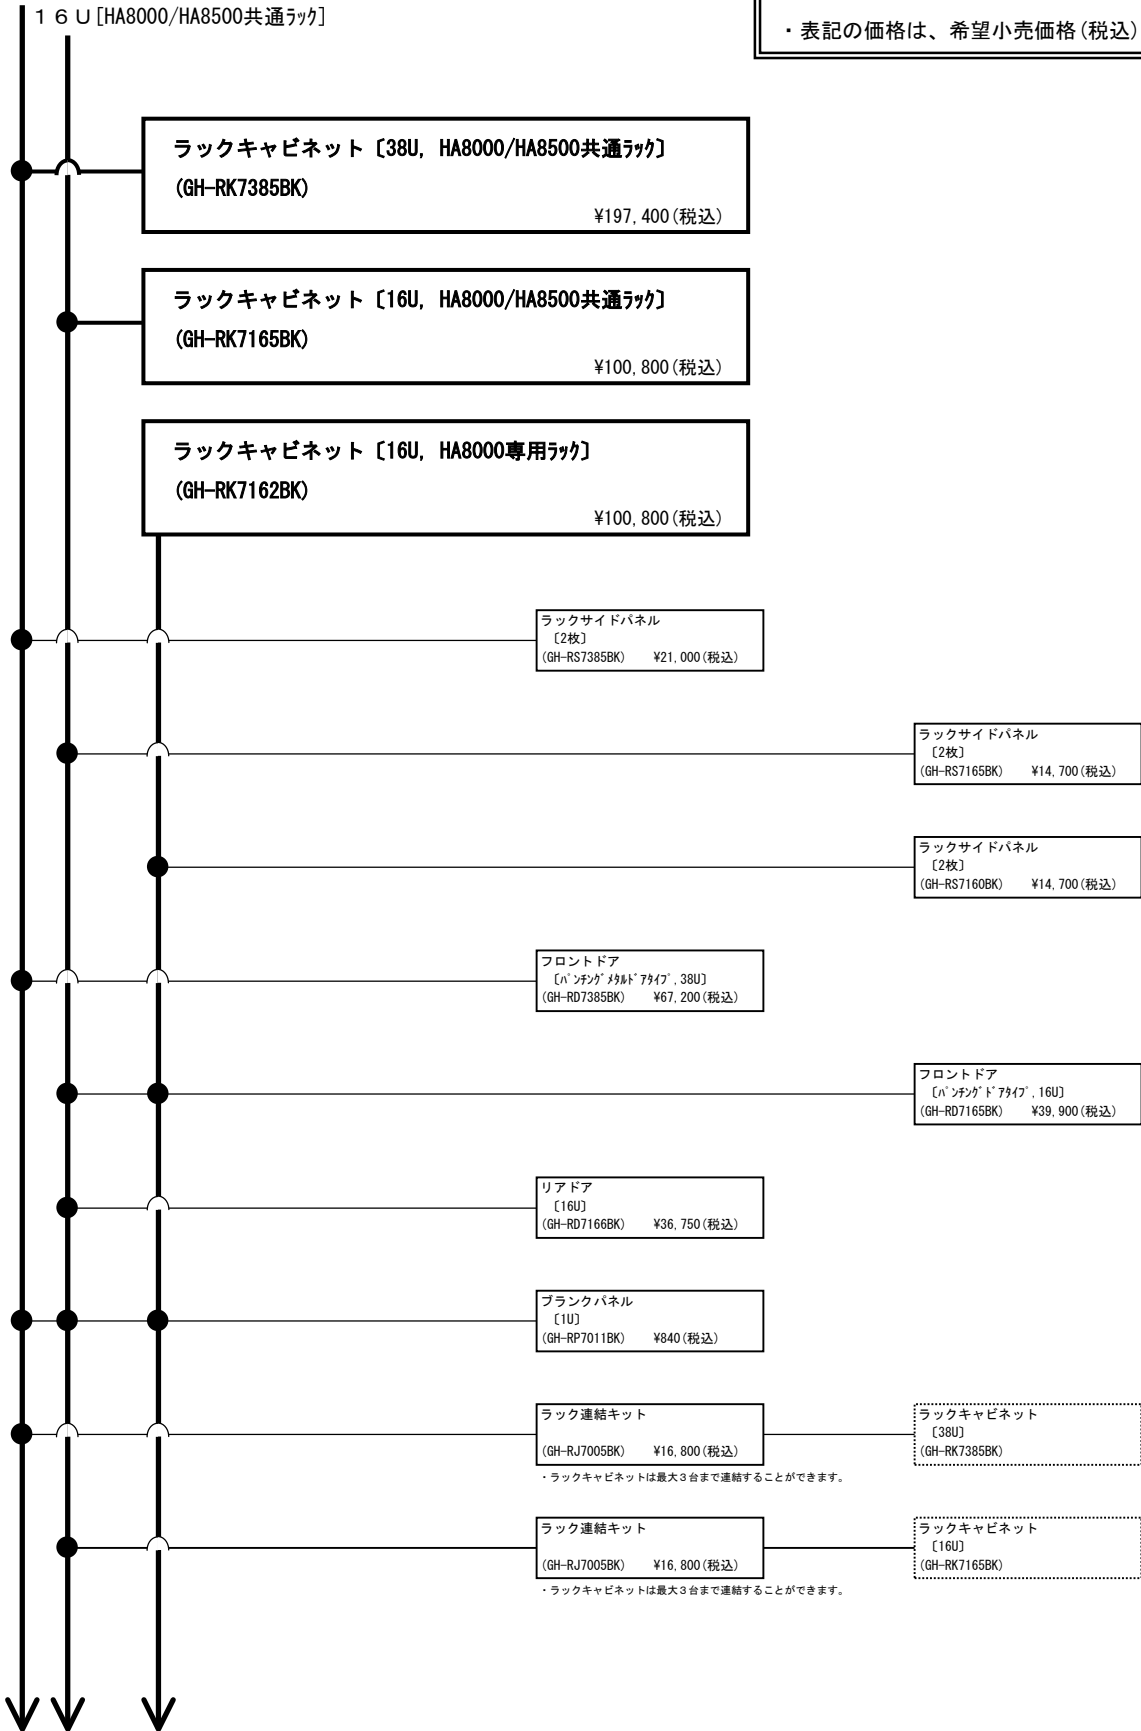 １６Ｕ[HA8000/HA8500共通ﾗｯｸ]
・表記の価格は、希望小売価格(税込)
ラックキャビネット〔38U, HA8000/HA8500共通ﾗｯｸ〕
(GH-RK7385BK)
¥197,400(税込)
ラックキャビネット〔16U, HA8000/HA8500共通ﾗｯｸ〕
(GH-RK7165BK)
¥100,800(税込)
ラックキャビネット〔16U, HA8000専用ﾗｯｸ〕
(GH-RK7162BK)
¥100,800(税込)
ラックサイドパネル
〔2枚〕
(GH-RS7385BK) ¥21,000(税込)
ラックサイドパネル
〔2枚〕
(GH-RS7165BK) ¥14,700(税込)
ラックサイドパネル
〔2枚〕
(GH-RS7160BK) ¥14,700(税込)
フロントドア
〔ﾊﾟﾝﾁﾝｸﾞﾒﾀﾙﾄﾞｱﾀｲﾌﾟ,38U〕
(GH-RD7385BK) ¥67,200(税込)
フロントドア
〔ﾊﾟﾝﾁﾝｸﾞﾄﾞｱﾀｲﾌﾟ,16U〕
(GH-RD7165BK) ¥39,900(税込)
リアドア
〔16U〕
(GH-RD7166BK) ¥36,750(税込)
ブランクパネル
〔1U〕
(GH-RP7011BK) ¥840(税込)
ラック連結キット
(GH-RJ7005BK) ¥16,800(税込)
ラックキャビネット
〔38U〕
(GH-RK7385BK)
・ラックキャビネットは最大３台まで連結することができます。
ラック連結キット
(GH-RJ7005BK) ¥16,800(税込)
ラックキャビネット
〔16U〕
(GH-RK7165BK)
・ラックキャビネットは最大３台まで連結することができます。